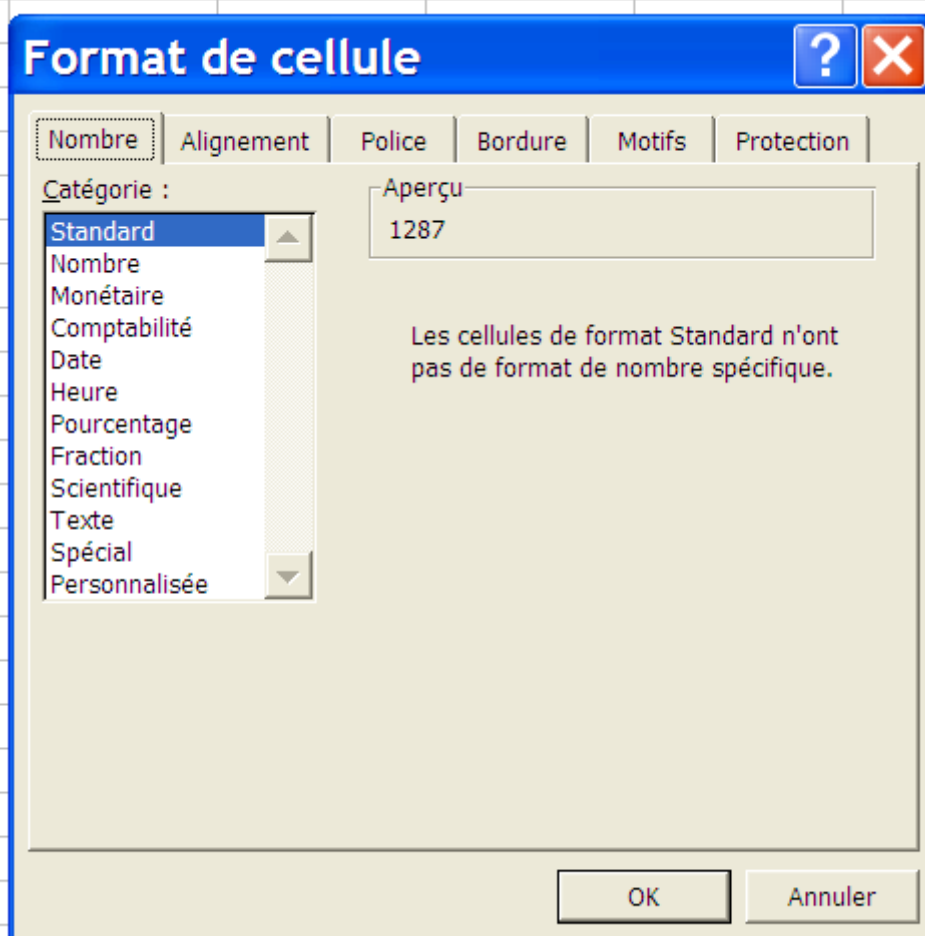 Format de cellule
?
Nombre Alignement Police Bordure Motifs Protection
Catégorie :
Standard
Nombre
Monétaire
Comptabilité
Date
Heure
Pourcentage
Fraction
Scientifique
Texte
Spécial
Personnalisée
Aperçu
1287
Les cellules de format Standard n'ont
pas de format de nombre spécifique.
OK Annuler